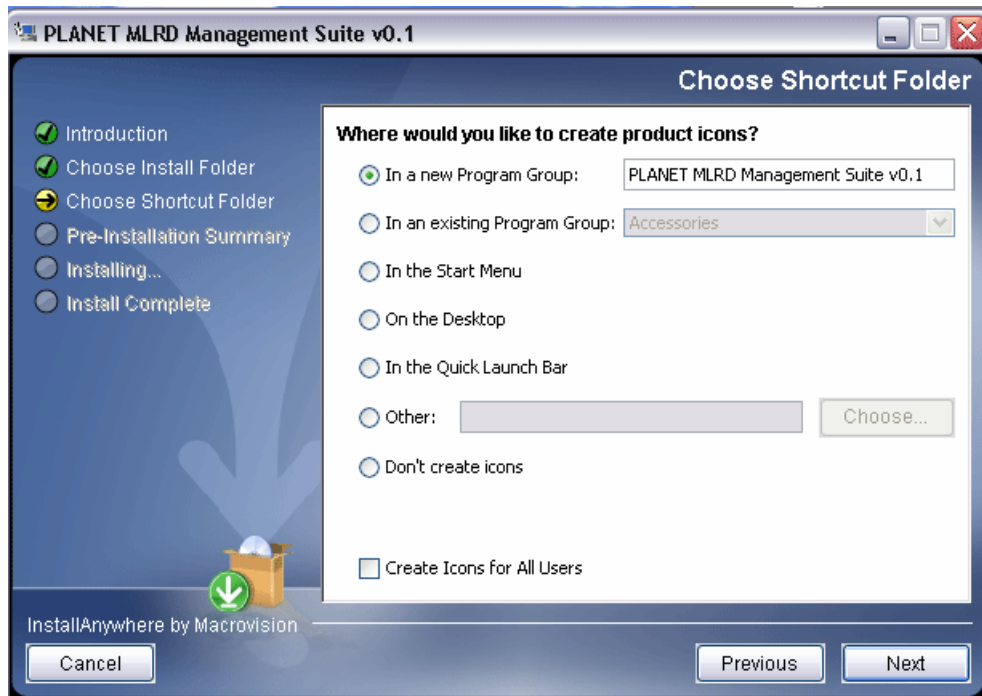 PLANET MLRD Management Suite v0.1
Choose Shortcut Folder
Introduction
Choose Install Folder
Choose Shortcut Folder
Pre-Installation Summary
Installing...
Install Complete
Where would you like to create product icons?
In a new Program Group: PLANET MLRD Management Suite v0.1
In an existing Program Group: Accessories
In the Start Menu
On the Desktop
In the Quick Launch Bar
Other: Choose...
Don't create icons
Create Icons for All Users
InstallAnywhere by Macrovision
Cancel Previous Next